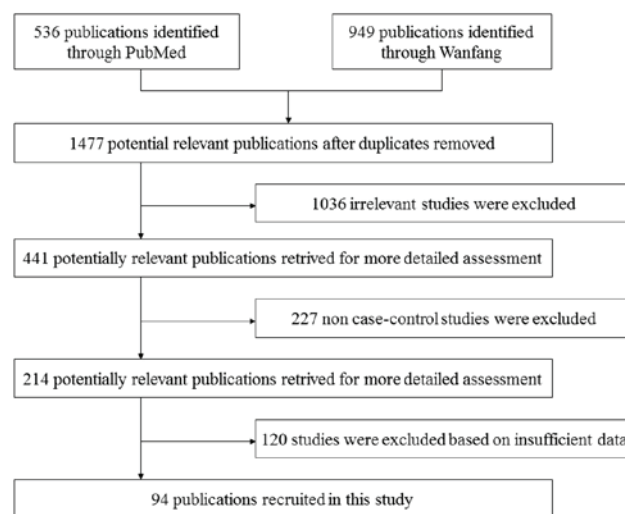 536 publications identified
through PubMed
949 publications identified
through Wanfang
1477 potential relevant publications after duplicates removed
1036 irrelevant studies were excluded
441 potentially relevant publications retrived for more detailed assessment
227 non case-control studies were excluded
214 potentially relevant publications retrived for more detailed assessment
120 studies were excluded based on insufficient data
94 publications recruited in this study